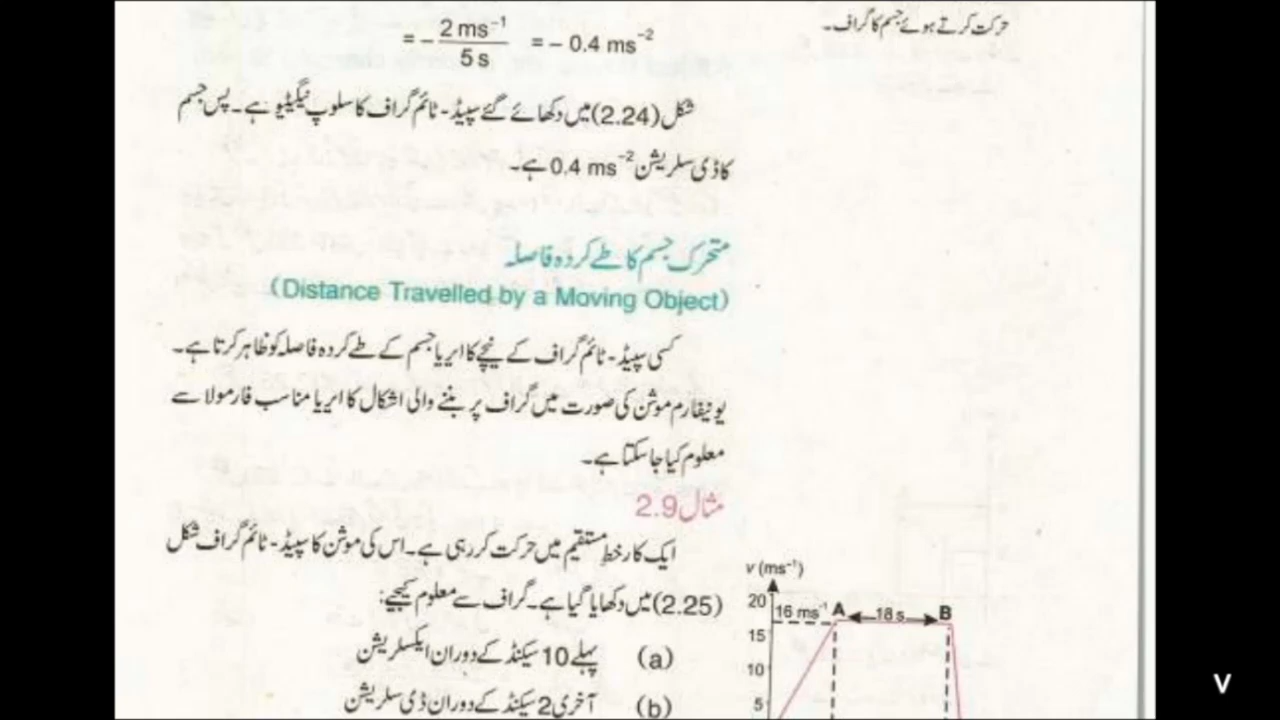 حرکت کرتے ہوئے جسم کا گراف۔
= − 2 ms⁻¹ / 5 s = − 0.4 ms⁻²
شکل (2.24) میں دکھائے گئے سپیڈ - ٹائم گراف کا سلوپ نیگیٹیو ہے۔ پس جسم
کا ڈی سلریشن 0.4 ms⁻² ہے۔
متحرک جسم کا طے کردہ فاصلہ
(Distance Travelled by a Moving Object)
کسی سپیڈ - ٹائم گراف کے نیچے کا ایریا جسم کے طے کردہ فاصلہ کو ظاہر کرتا ہے۔
یونیفارم موشن کی صورت میں گراف پر بننے والی اشکال کا ایریا مناسب فارمولا سے
معلوم کیا جا سکتا ہے۔
مثال 2.9
ایک کار خطِ مستقیم میں حرکت کر رہی ہے۔ اس کی موشن کا سپیڈ - ٹائم گراف شکل
(2.25) میں دکھایا گیا ہے۔ گراف سے معلوم کیجیے:
(a) پہلے 10 سیکنڈ کے دوران ایکسلریشن
(b) آخری 2 سیکنڈ کے دوران ڈی سلریشن
v (ms⁻¹)
20
16 ms⁻¹ A 18 s B
15
10
5
V